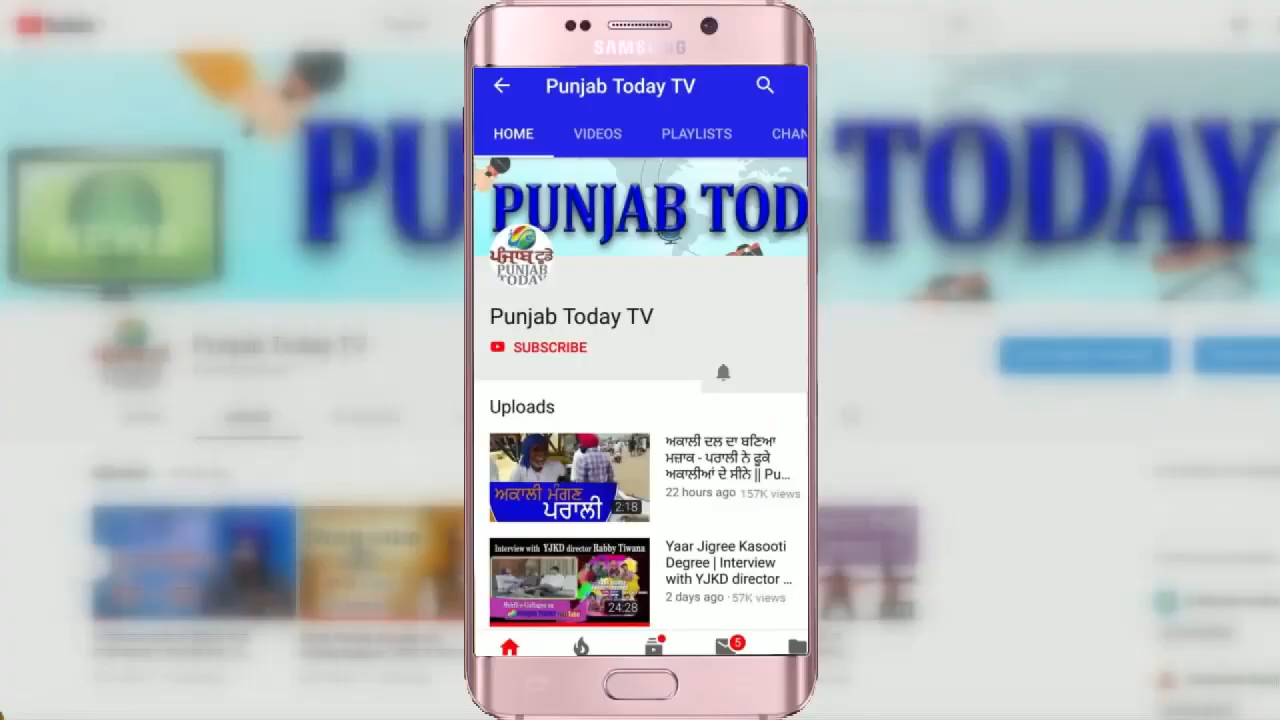 SAMSUNG
Punjab Today TV
HOME VIDEOS PLAYLISTS CHAN
PUNJAB TOD
TODAY
ਪੰਜਾਬ ਟੂਡੇ
PUNJAB
TODAY
Punjab Today TV
SUBSCRIBE
Uploads
ਅਕਾਲੀ ਮੰਗਣ
ਪਰਾਲੀ
2:18
ਅਕਾਲੀ ਦਲ ਦਾ ਬਣਿਆ
ਮਜ਼ਾਕ - ਪਰਾਲੀ ਨੇ ਫੂਕੇ
ਅਕਾਲੀਆਂ ਦੇ ਸੀਨੇ || Pu...
22 hours ago 157K views
Interview with YJKD director Rabby Tiwana
24:28
Yaar Jigree Kasooti
Degree | Interview
with YJKD director ...
2 days ago · 57K views
5